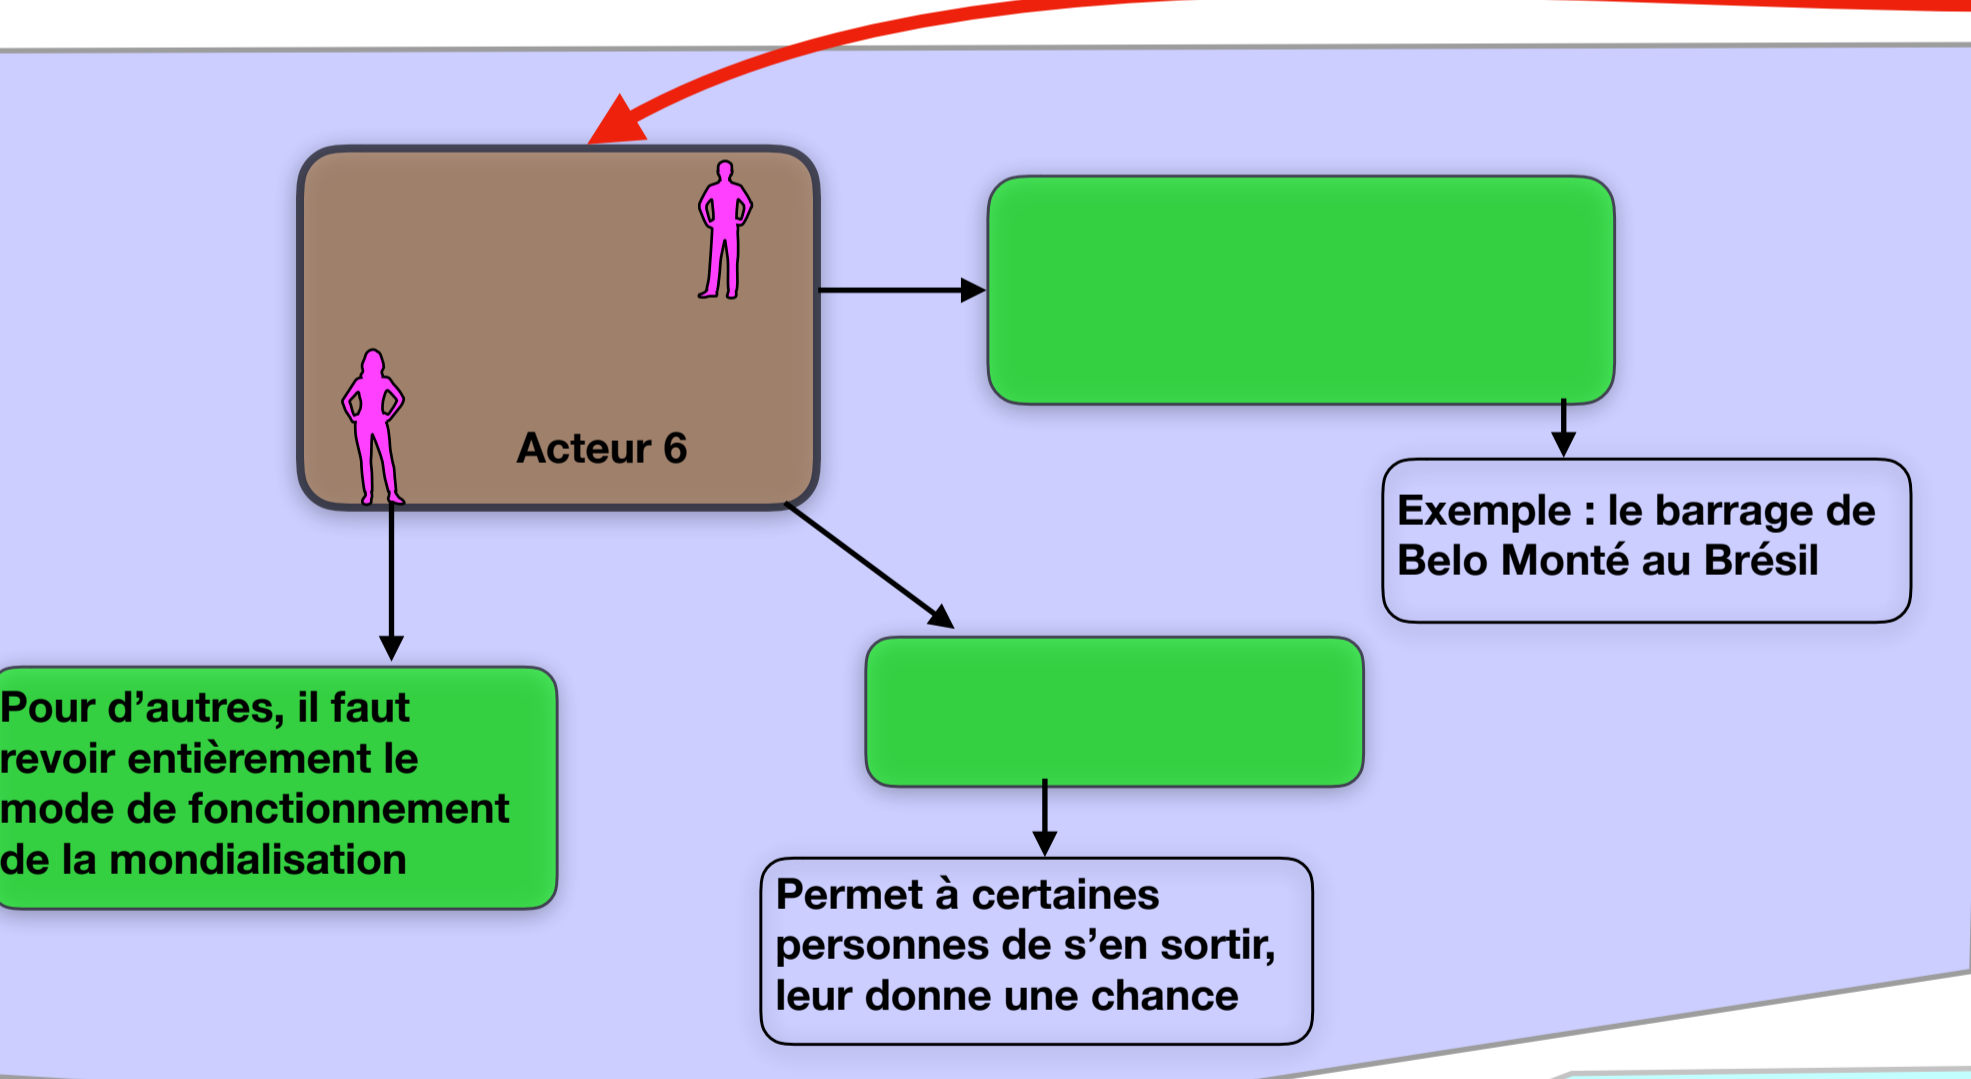 Acteur 6
Exemple : le barrage de
Belo Monté au Brésil
Pour d’autres, il faut
revoir entièrement le
mode de fonctionnement
de la mondialisation
Permet à certaines
personnes de s’en sortir,
leur donne une chance